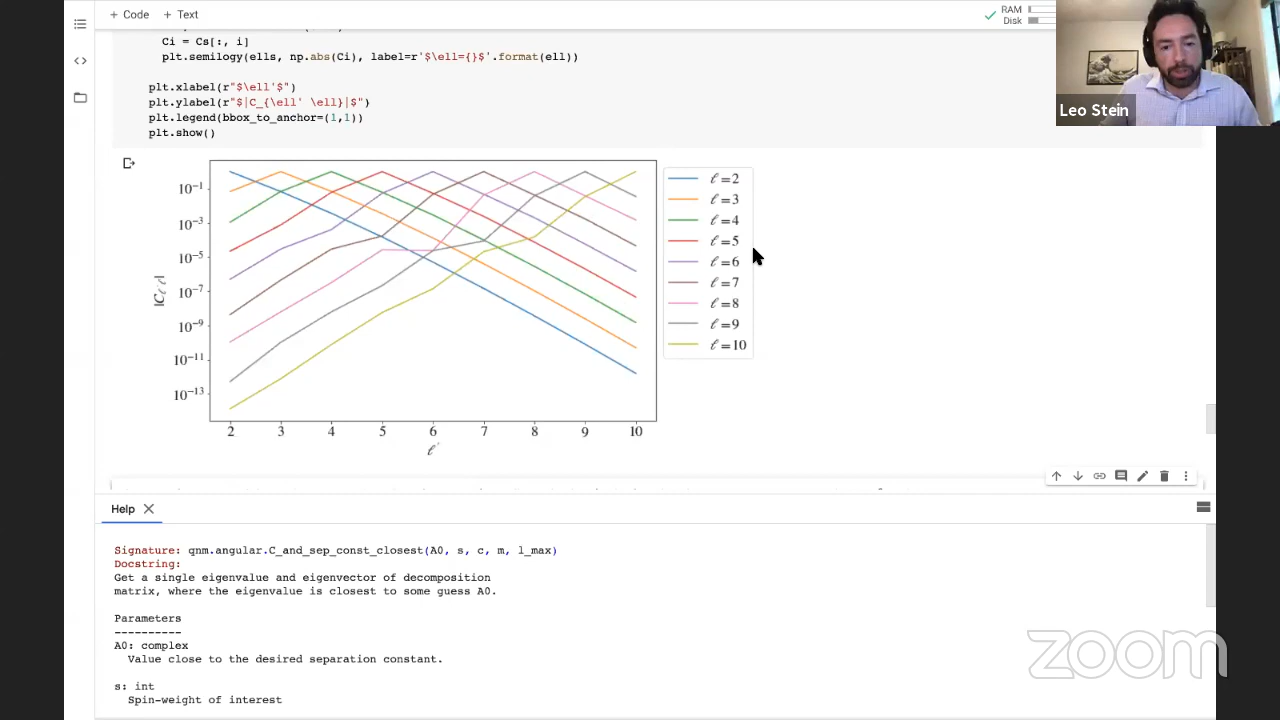 + Code + Text
RAM
Disk
Ci = Cs[:, i]
plt.semilogy(ells, np.abs(Ci), label=r'$\ell={}$'.format(ell))
plt.xlabel(r"$\ell'$")
plt.ylabel(r"$|C_{\ell' \ell}|$")
plt.legend(bbox_to_anchor=(1,1))
plt.show()
Leo Stein
10⁻¹
10⁻³
10⁻⁵
10⁻⁷
10⁻⁹
10⁻¹¹
10⁻¹³
|Cℓ′ℓ|
2 3 4 5 6 7 8 9 10
ℓ′
ℓ=2
ℓ=3
ℓ=4
ℓ=5
ℓ=6
ℓ=7
ℓ=8
ℓ=9
ℓ=10
Help
Signature: qnm.angular.C_and_sep_const_closest(A0, s, c, m, l_max)
Docstring:
Get a single eigenvalue and eigenvector of decomposition
matrix, where the eigenvalue is closest to some guess A0.
Parameters
----------
A0: complex
Value close to the desired separation constant.
s: int
Spin-weight of interest
zoom